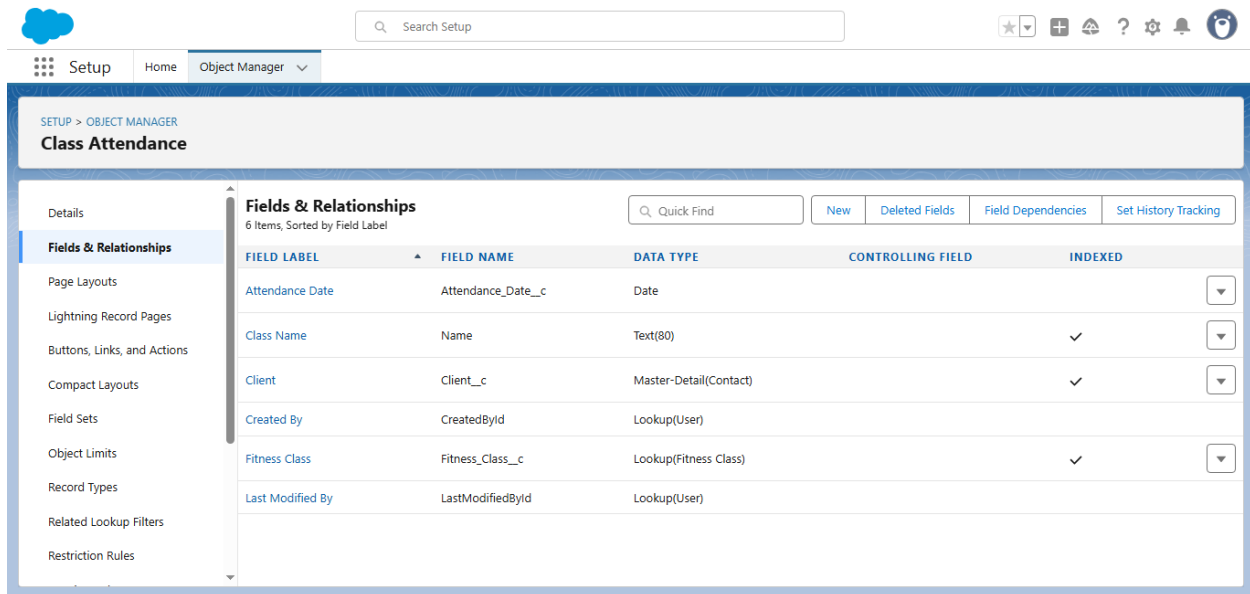 Search Setup
Setup
Home
Object Manager
SETUP > OBJECT MANAGER
Class Attendance
Details
Fields & Relationships
Page Layouts
Lightning Record Pages
Buttons, Links, and Actions
Compact Layouts
Field Sets
Object Limits
Record Types
Related Lookup Filters
Restriction Rules
Fields & Relationships
6 Items, Sorted by Field Label
Quick Find
New
Deleted Fields
Field Dependencies
Set History Tracking
FIELD LABEL FIELD NAME DATA TYPE CONTROLLING FIELD INDEXED
Attendance Date Attendance_Date__c Date
Class Name Name Text(80)
Client Client__c Master-Detail(Contact)
Created By CreatedById Lookup(User)
Fitness Class Fitness_Class__c Lookup(Fitness Class)
Last Modified By LastModifiedById Lookup(User)